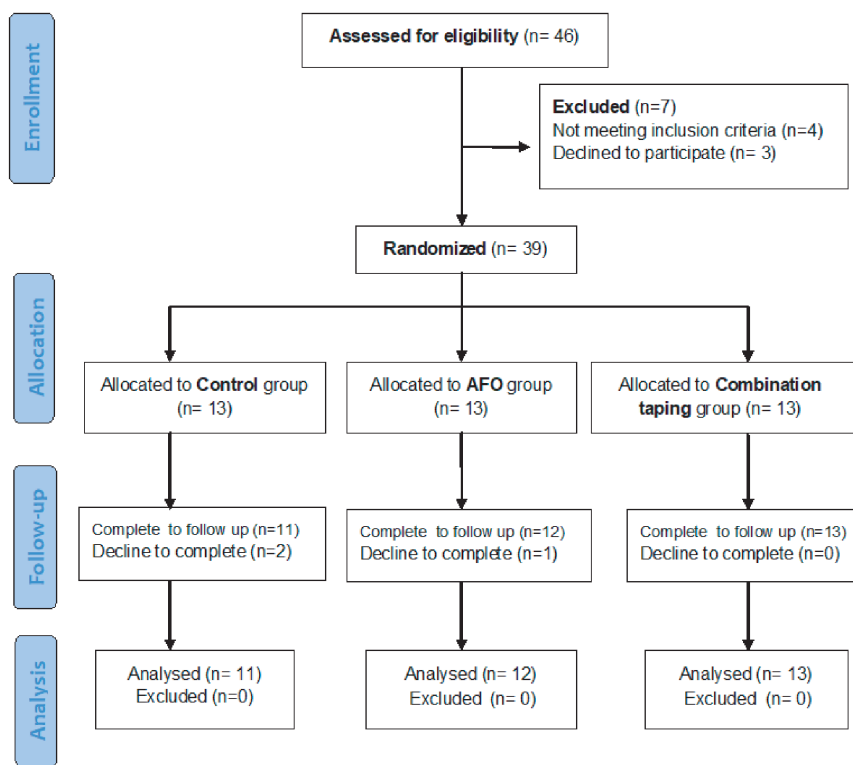 Enrollment
Assessed for eligibility (n= 46)
Excluded (n=7)
Not meeting inclusion criteria (n=4)
Declined to participate (n= 3)
Randomized (n= 39)
Allocation
Allocated to Control group
(n= 13)
Allocated to AFO group
(n= 13)
Allocated to Combination
taping group (n= 13)
Follow-up
Complete to follow up (n=11)
Decline to complete (n=2)
Complete to follow up (n=12)
Decline to complete (n=1)
Complete to follow up (n=13)
Decline to complete (n=0)
Analysis
Analysed (n= 11)
Excluded (n=0)
Analysed (n= 12)
Excluded (n= 0)
Analysed (n= 13)
Excluded (n= 0)